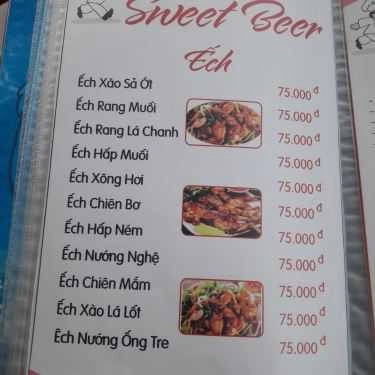 Sweet Beer
Ếch
Ếch Xáo Sả Ớt 75.000đ
Ếch Rang Muối 75.000đ
Ếch Rang Lá Chanh 75.000đ
Ếch Hấp Muối 75.000đ
Ếch Xông Hơi 75.000đ
Ếch Chiên Bơ 75.000đ
Ếch Hấp Ném 75.000đ
Ếch Nướng Nghệ 75.000đ
Ếch Chiên Mắm 75.000đ
Ếch Xào Lá Lốt 75.000đ
Ếch Nướng Ống Tre 75.000đ